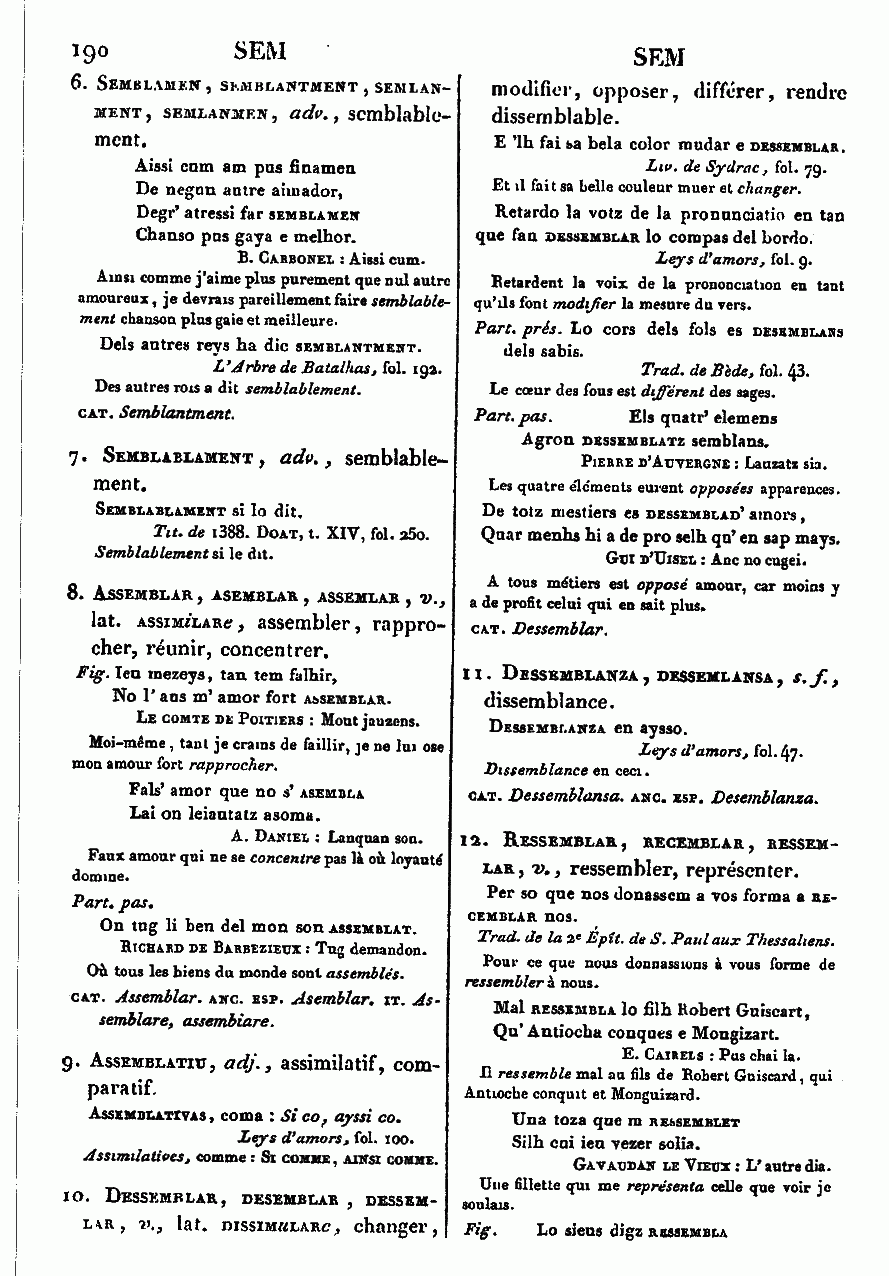 190 SEM
6. Semblamen, semblantment, semlan-
ment, semlanmen, adv., semblable-
ment.
Aissi cum am pus finamen
De negun autre aimador,
Degr' atressi far semblamen
Chanso pus gaya e melhor.
B. Carbonel : Aissi cum.
Ainsi comme j'aime plus purement que nul autre
amoureux, je devrais pareillement faire semblable-
ment chanson plus gaie et meilleure.
Dels autres reys ha dic semblantment.
L'Arbre de Batalhas, fol. 192.
Des autres rois a dit semblablement.
cat. Semblantment.
7. Semblablament, adv., semblable-
ment.
Semblablament si lo dit.
Tit. de 1388. Doat, t. XIV, fol. 250.
Semblablement si le dit.
8. Assemblar, asemblar, assemlar, v.,
lat. assimiLARe, assembler, rappro-
cher, réunir, concentrer.
Fig. Ieu mezeys, tan tem falhir,
No l' aus m' amor fort assemblar.
Le comte de Poitiers : Mout jauzens.
Moi-même, tant je crains de faillir, je ne lui ose
mon amour fort rapprocher.
Fals' amor que no s' asembla
Lai on leiautatz asoma.
A. Daniel : Lanquan son.
Faux amour qui ne se concentre pas là où loyauté
domine.
Part. pas.
On tug li ben del mon son assemblat.
Richard de Barbezieux : Tug demandon.
Où tous les biens du monde sont assemblés.
cat. Assemblar. anc. esp. Asemblar. it. As-
semblare, assembiare.
9. Assemblatiu, adj., assimilatif, com-
paratif.
Assemblativas, coma : Si co, ayssi co.
Leys d'amors, fol. 100.
Assimilatives, comme : Si comme, ainsi comme.
10. Dessemblar, desemblar, dessem-
lar, v., lat. dissimuLARe, changer,
SEM
modifier, opposer, différer, rendre
dissemblable.
E 'lh fai sa bela color mudar e dessemblar.
Liv. de Sydrac, fol. 79.
Et il fait sa belle couleur muer et changer.
Retardo la votz de la pronunciatio en tan
que fan dessemblar lo compas del bordo.
Leys d'amors, fol. 9.
Retardent la voix de la prononciation en tant
qu'ils font modifier la mesure du vers.
Part. prés. Lo cors dels fols es desemblans
dels sabis.
Trad. de Bède, fol. 43.
Le cœur des fous est différent des sages.
Part. pas. Els quatr' elemens
Agron dessemblatz semblans.
Pierre d'Auvergne : Lauzatz sia.
Les quatre éléments eurent opposées apparences.
De totz mestiers es dessemblad' amors,
Quar menhs hi a de pro selh qu' en sap mays.
Gui d'Uisel : Anc no cugei.
A tous métiers est opposé amour, car moins y
a de profit celui qui en sait plus.
cat. Dessemblar.
11. Dessemblanza, dessemlansa, s. f.,
dissemblance.
Dessemblanza en aysso.
Leys d'amors, fol. 47.
Dissemblance en ceci.
cat. Dessemblansa. anc. esp. Desemblanza.
12. Ressemblar, recemblar, ressem-
lar, v., ressembler, représenter.
Per so que nos donassem a vos forma a re-
cemblar nos.
Trad. de la 2e Épît. de S. Paul aux Thessaliens.
Pour ce que nous donnassions à vous forme de
ressembler à nous.
Mal ressembla lo filh Robert Guiscart,
Qu' Antiocha conques e Mongizart.
E. Cairels : Pus chai la.
Il ressemble mal au fils de Robert Guiscard, qui
Antioche conquit et Monguizard.
Una toza que m ressemblet
Silh cui ieu vezer solia.
Gavaudan le Vieux : L' autre dia.
Une fillette qui me représenta celle que voir je
soulais.
Fig. Lo sieus digz ressembla